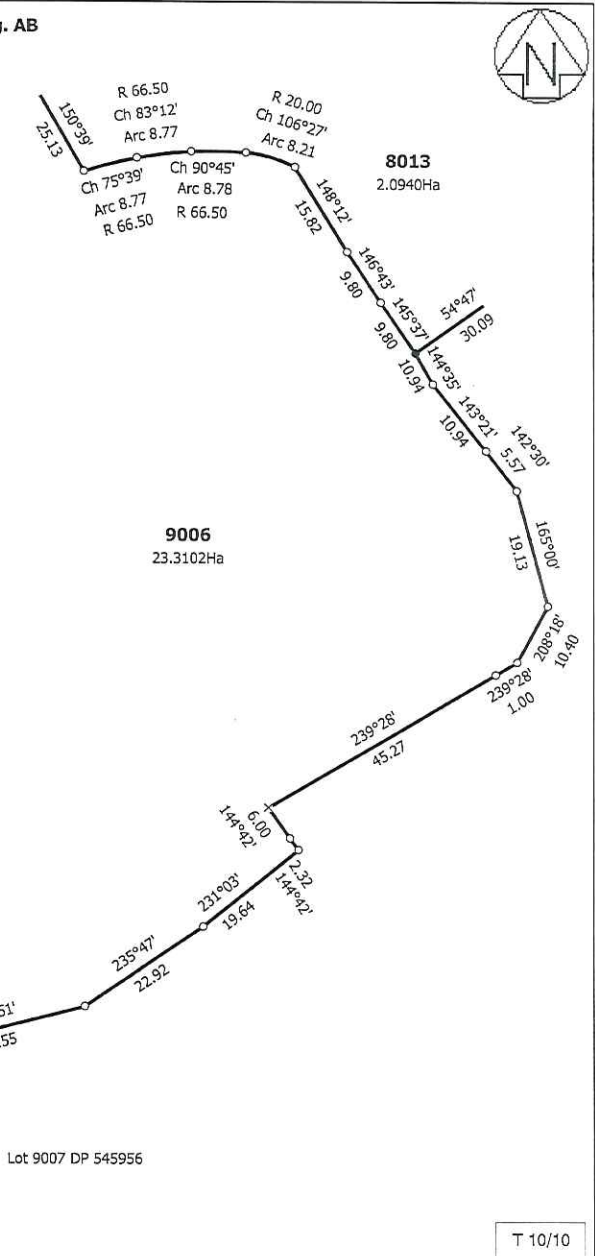 g. AB
N
150°39'
25.13
R 66.50
Ch 83°12'
Arc 8.77
R 20.00
Ch 106°27'
Arc 8.21
Ch 75°39'
Arc 8.77
R 66.50
Ch 90°45'
Arc 8.78
R 66.50
8013
2.0940Ha
148°12'
15.82
146°43'
9.80
145°37'
9.80
54°47'
30.09
144°35'
10.94
143°21'
10.94
142°30'
5.57
9006
23.3102Ha
165°00'
19.13
208°18'
10.40
239°28'
1.00
239°28'
45.27
6.00
144°42'
2.32
144°42'
231°03'
19.64
235°47'
22.92
51'
.55
Lot 9007 DP 545956
T 10/10